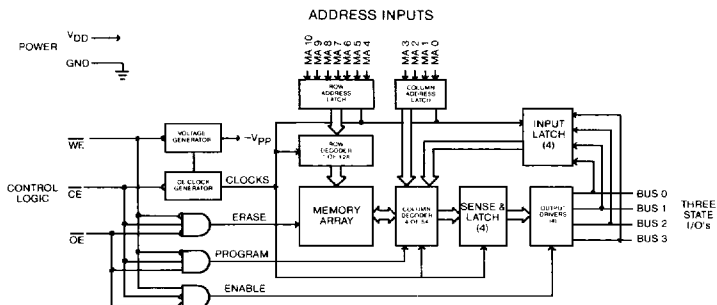 ADDRESS INPUTS
POWER
VDD
GND
MA 10
MA 9
MA 8
MA 7
MA 6
MA 5
MA 4
MA 3
MA 2
MA 1
MA 0
ROW
ADDRESS
LATCH
COLUMN
ADDRESS
LATCH
INPUT
LATCH
(4)
CONTROL
LOGIC
WE
CE
OE
VOLTAGE
GENERATOR
-VPP
CE CLOCK
GENERATOR
CLOCKS
ROW
DECODER
1 OF 128
ERASE
MEMORY
ARRAY
COLUMN
DECODER
4 OF 64
SENSE &
LATCH
(4)
OUTPUT
DRIVERS
(4)
BUS 0
BUS 1
BUS 2
BUS 3
THREE
STATE
I/O's
PROGRAM
ENABLE